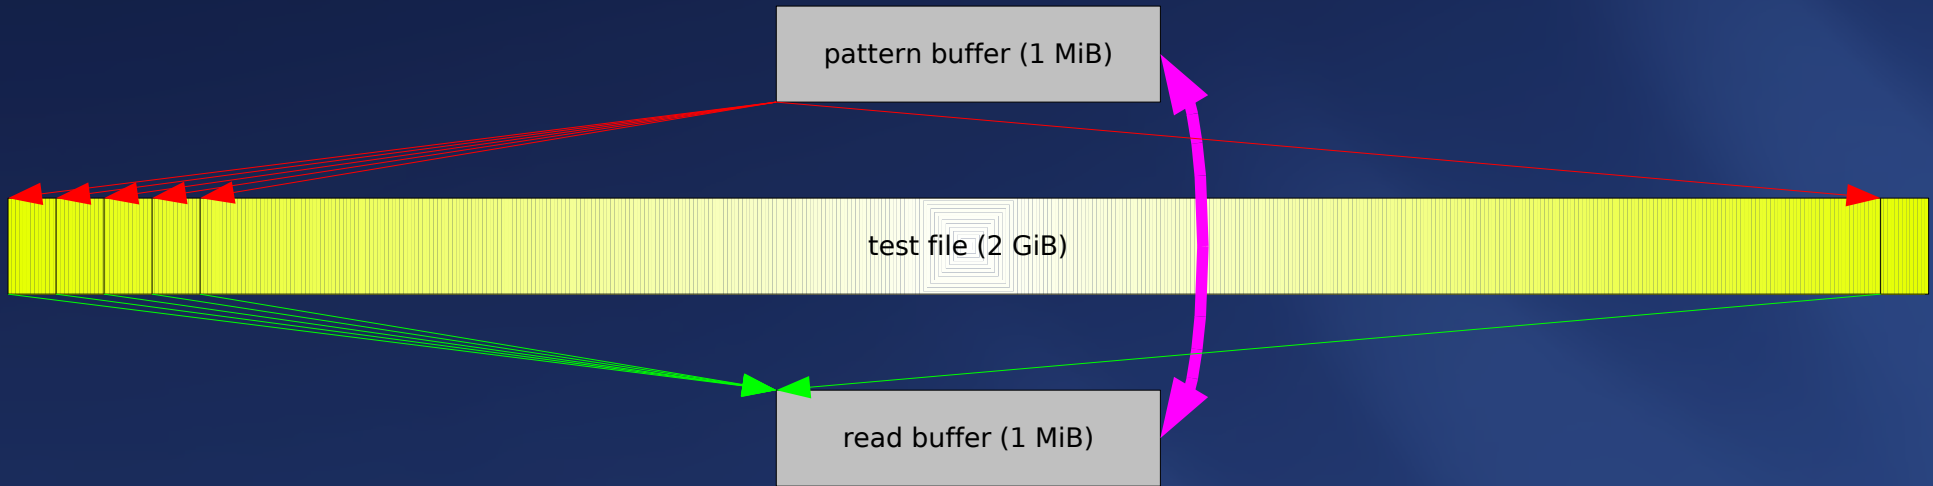 pattern buffer (1 MiB)
test file (2 GiB)
read buffer (1 MiB)